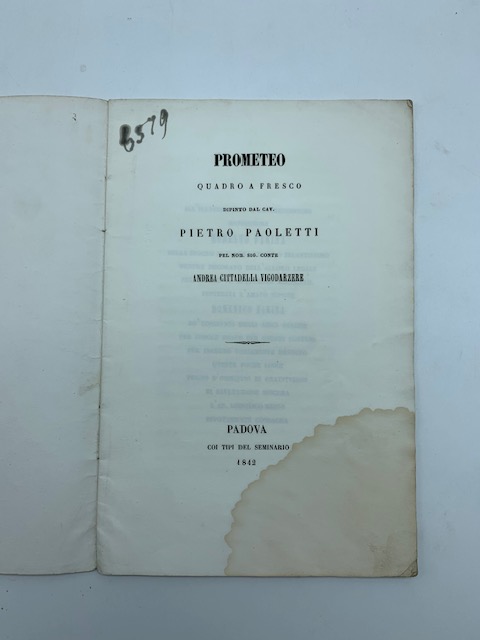 6579
PROMETEO
QUADRO A FRESCO
DIPINTO DAL CAV.
PIETRO PAOLETTI
PEL NOB. SIG. CONTE
ANDREA CITTADELLA VIGODARZERE
PADOVA
COI TIPI DEL SEMINARIO
1842